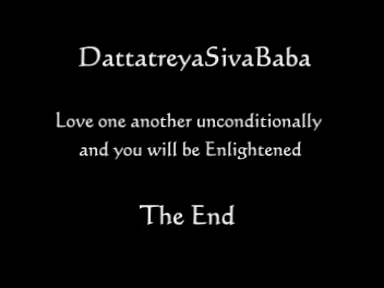 DattatreyaSivaBaba
Love one another unconditionally
and you will be Enlightened
The End